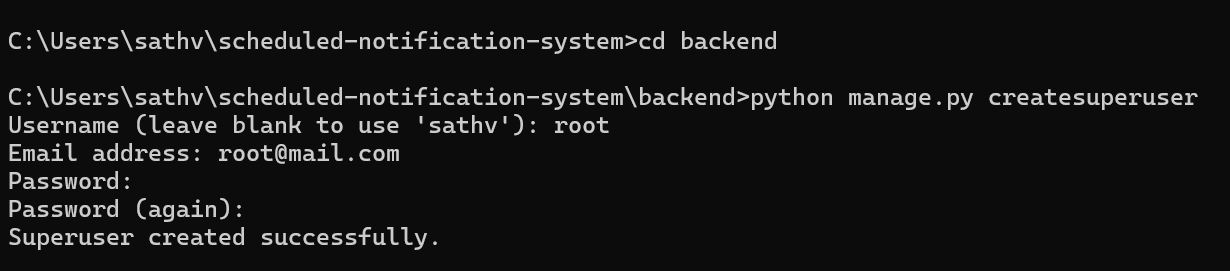 C:\Users\sathv\scheduled-notification-system>cd backend
C:\Users\sathv\scheduled-notification-system\backend>python manage.py createsuperuser
Username (leave blank to use 'sathv'): root
Email address: root@mail.com
Password:
Password (again):
Superuser created successfully.